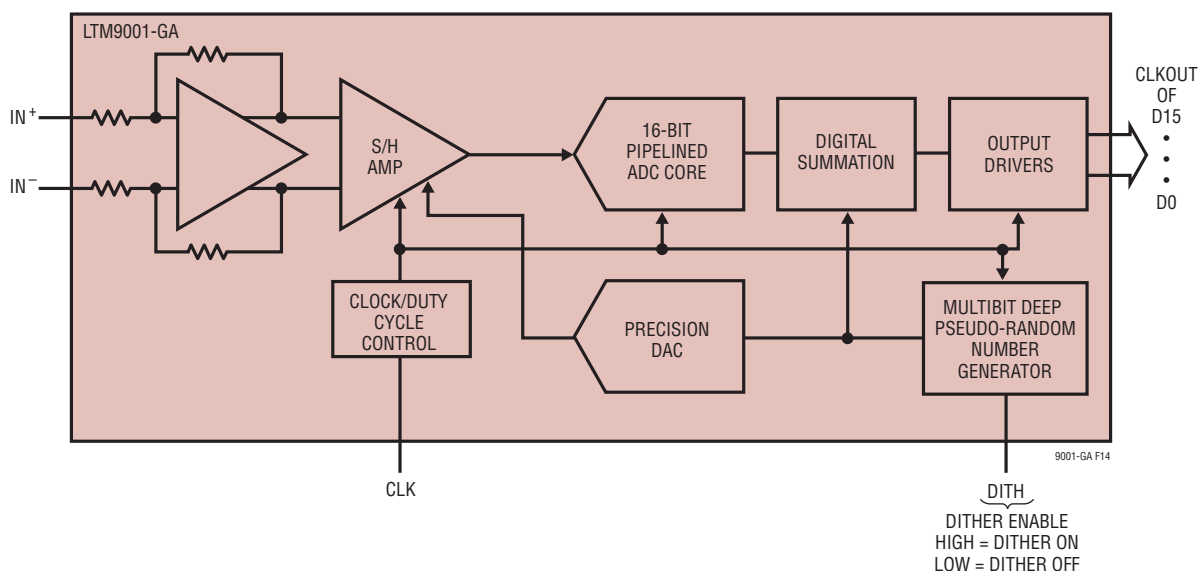 LTM9001-GA
IN+
IN−
S/H
AMP
16-BIT
PIPELINED
ADC CORE
DIGITAL
SUMMATION
OUTPUT
DRIVERS
CLKOUT
OF
D15
•
•
•
D0
CLOCK/DUTY
CYCLE
CONTROL
PRECISION
DAC
MULTIBIT DEEP
PSEUDO-RANDOM
NUMBER
GENERATOR
9001-GA F14
CLK
DITH
DITHER ENABLE
HIGH = DITHER ON
LOW = DITHER OFF